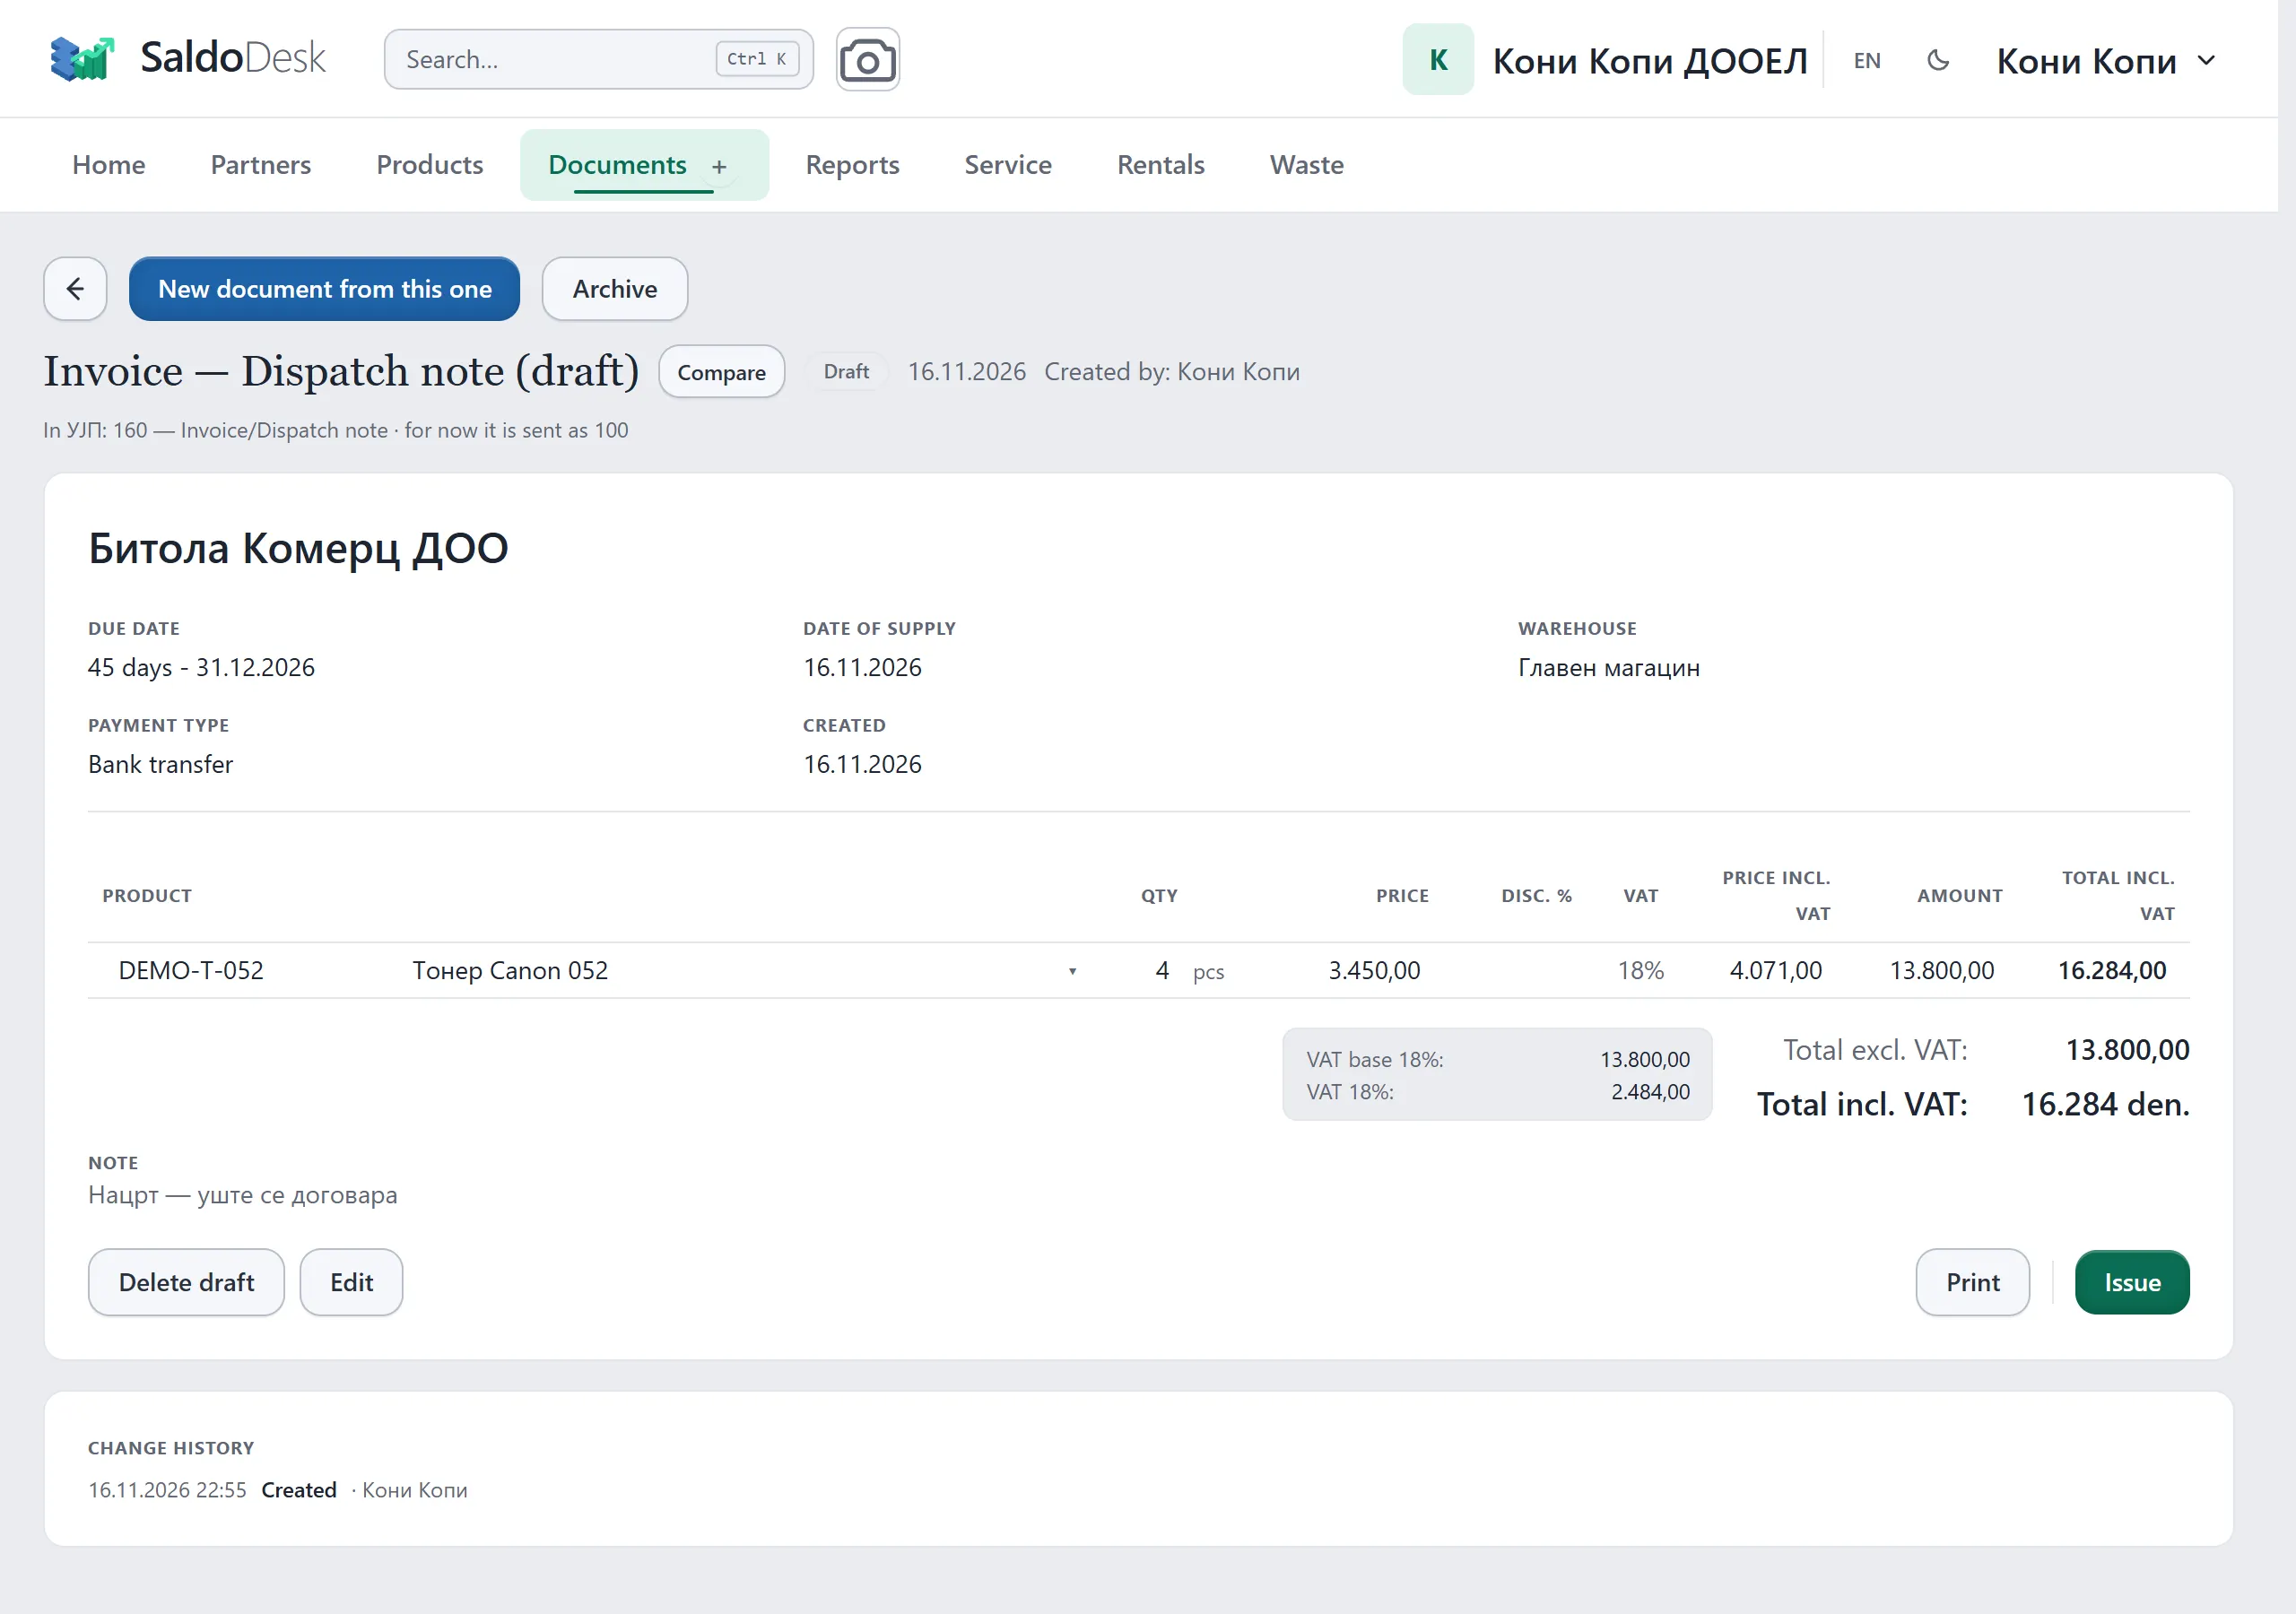 SaldoDesk
Search...
Ctrl K
K
Кони Копи ДООЕЛ
EN
Кони Копи
Home
Partners
Products
Documents +
Reports
Service
Rentals
Waste
New document from this one
Archive
Invoice — Dispatch note (draft)
Compare
Draft
16.11.2026
Created by: Кони Копи
In УЈП: 160 — Invoice/Dispatch note · for now it is sent as 100
Битола Комерц ДОО
DUE DATE
45 days - 31.12.2026
DATE OF SUPPLY
16.11.2026
WAREHOUSE
Главен магацин
PAYMENT TYPE
Bank transfer
CREATED
16.11.2026
PRODUCT QTY PRICE DISC. % VAT PRICE INCL. VAT AMOUNT TOTAL INCL. VAT
DEMO-T-052 Тонер Canon 052 4 pcs 3.450,00 18% 4.071,00 13.800,00 16.284,00
VAT base 18%: 13.800,00
VAT 18%: 2.484,00
Total excl. VAT: 13.800,00
Total incl. VAT: 16.284 den.
NOTE
Нацрт — уште се договара
Delete draft
Edit
Print
Issue
CHANGE HISTORY
16.11.2026 22:55 Created · Кони Копи